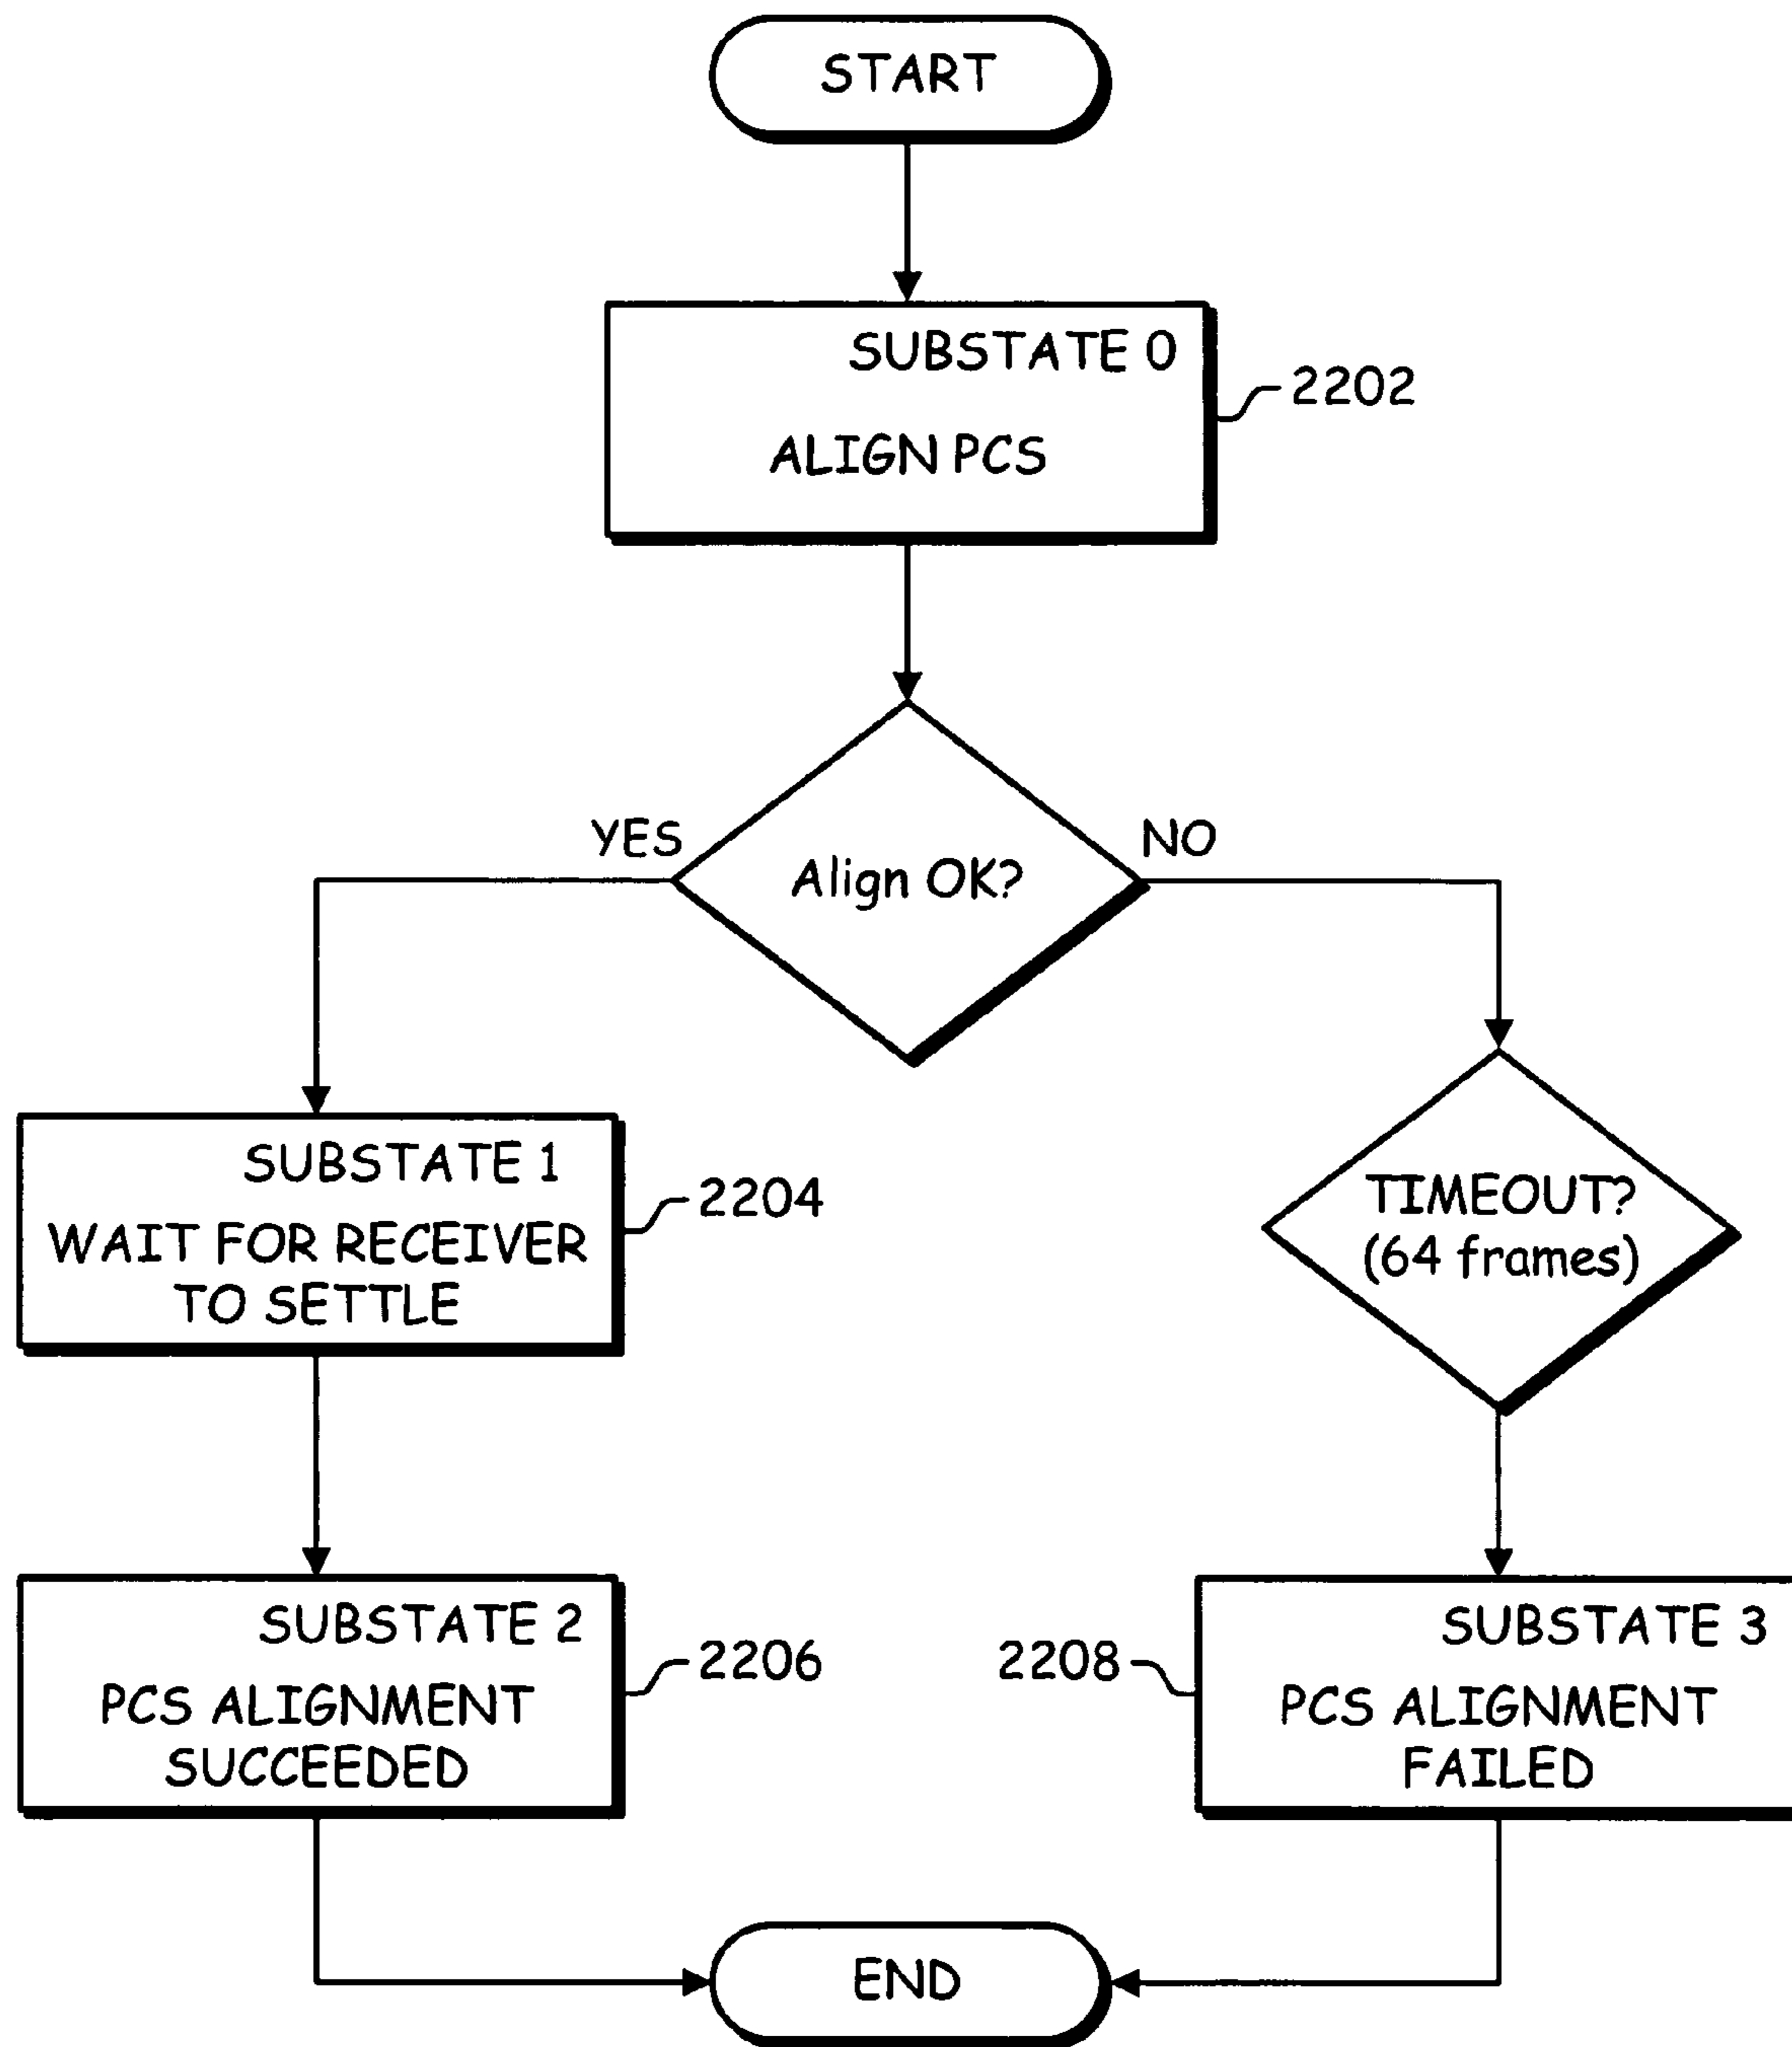 START
SUBSTATE 0
ALIGN PCS
2202
YES
Align OK?
NO
SUBSTATE 1
WAIT FOR RECEIVER
TO SETTLE
2204
TIMEOUT?
(64 frames)
SUBSTATE 2
PCS ALIGNMENT
SUCCEEDED
2206
2208
SUBSTATE 3
PCS ALIGNMENT
FAILED
END